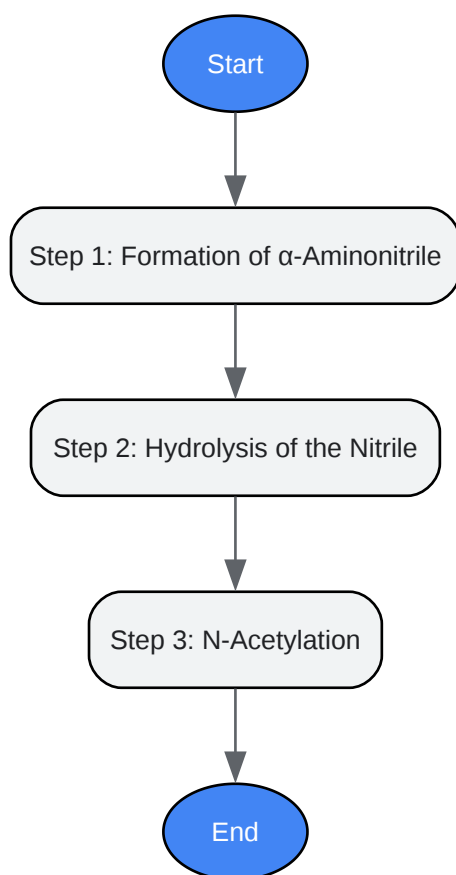 Start
Step 1: Formation of α-Aminonitrile
Step 2: Hydrolysis of the Nitrile
Step 3: N-Acetylation
End